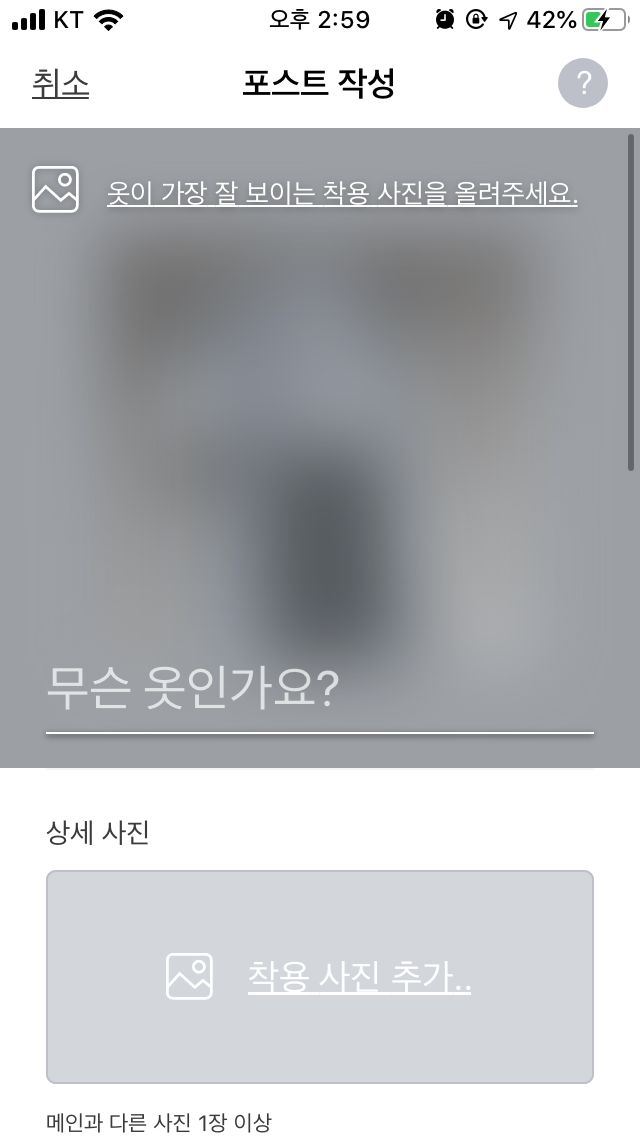 KT 오후 2:59 42%
취소 포스트 작성 ?
옷이 가장 잘 보이는 착용 사진을 올려주세요.
무슨 옷인가요?
상세 사진
착용 사진 추가..
메인과 다른 사진 1장 이상